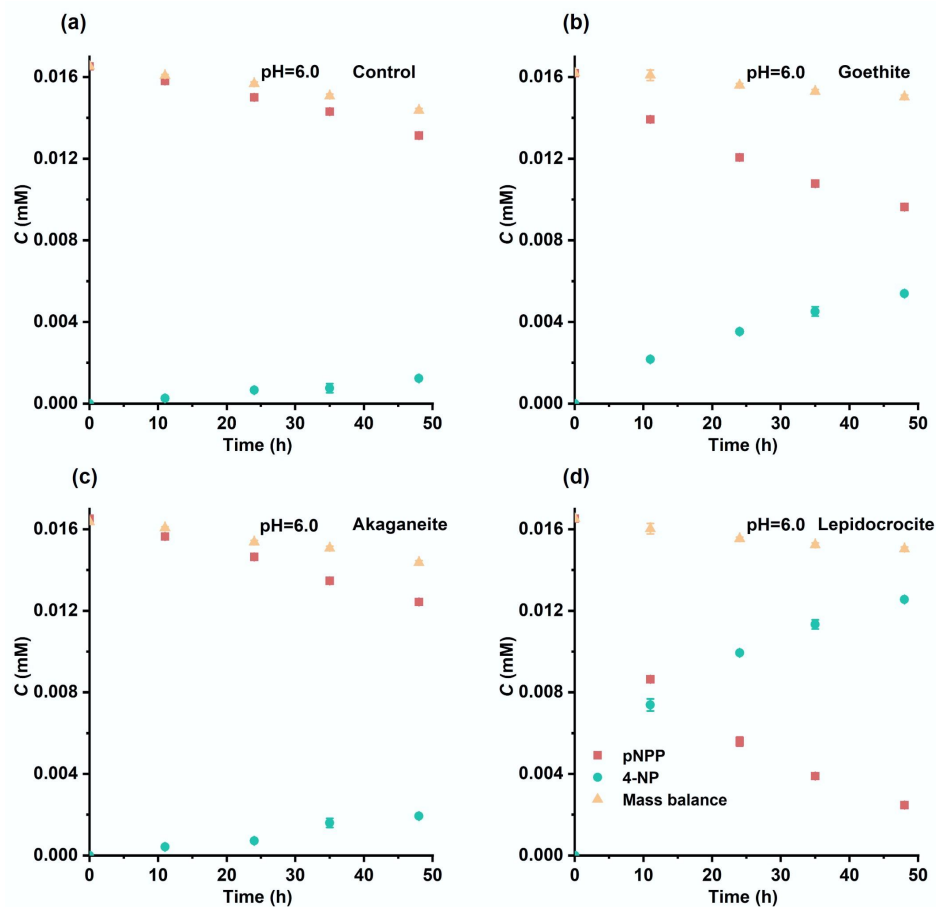 (a)
pH=6.0 Control
0.016
0.012
0.008
0.004
0.000
C (mM)
0 10 20 30 40 50
Time (h)
(b)
pH=6.0 Goethite
0.016
0.012
0.008
0.004
0.000
C (mM)
0 10 20 30 40 50
Time (h)
(c)
pH=6.0 Akaganeite
0.016
0.012
0.008
0.004
0.000
C (mM)
0 10 20 30 40 50
Time (h)
(d)
pH=6.0 Lepidocrocite
0.016
0.012
0.008
0.004
0.000
C (mM)
pNPP
4-NP
Mass balance
0 10 20 30 40 50
Time (h)